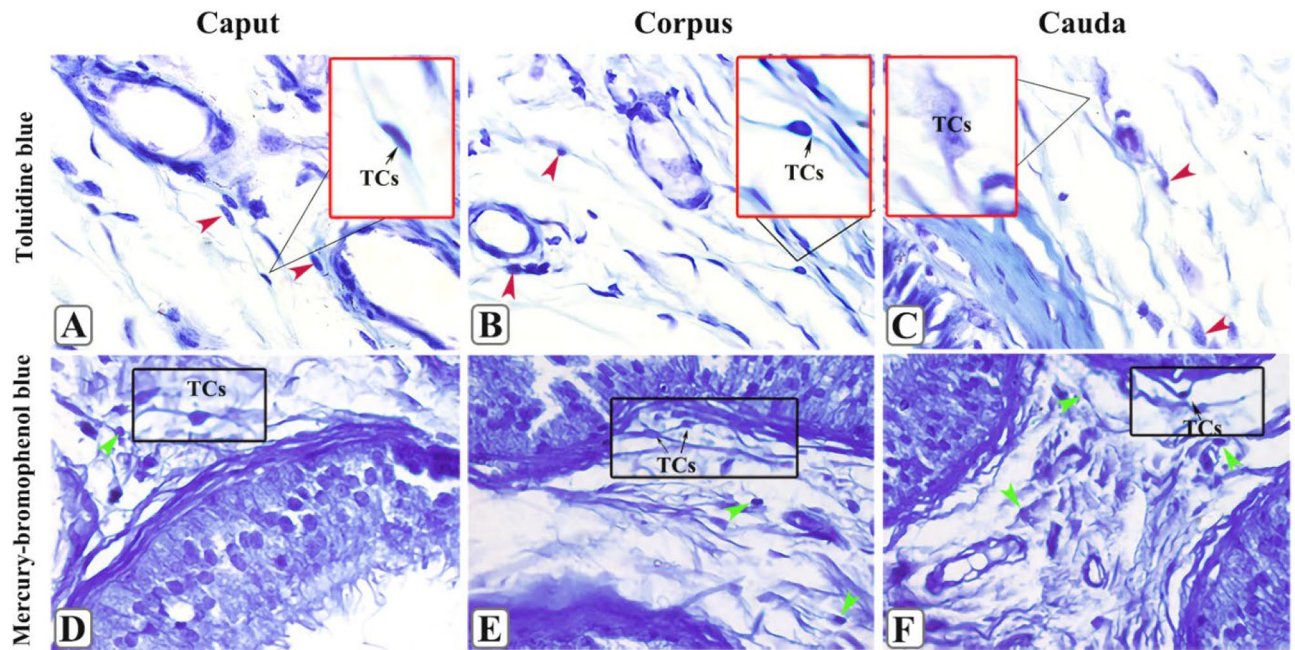 Caput
Corpus
Cauda
Toluidine blue
TCs
A
TCs
B
TCs
C
Mercury-bromophenol blue
TCs
D
TCs
E
TCs
F